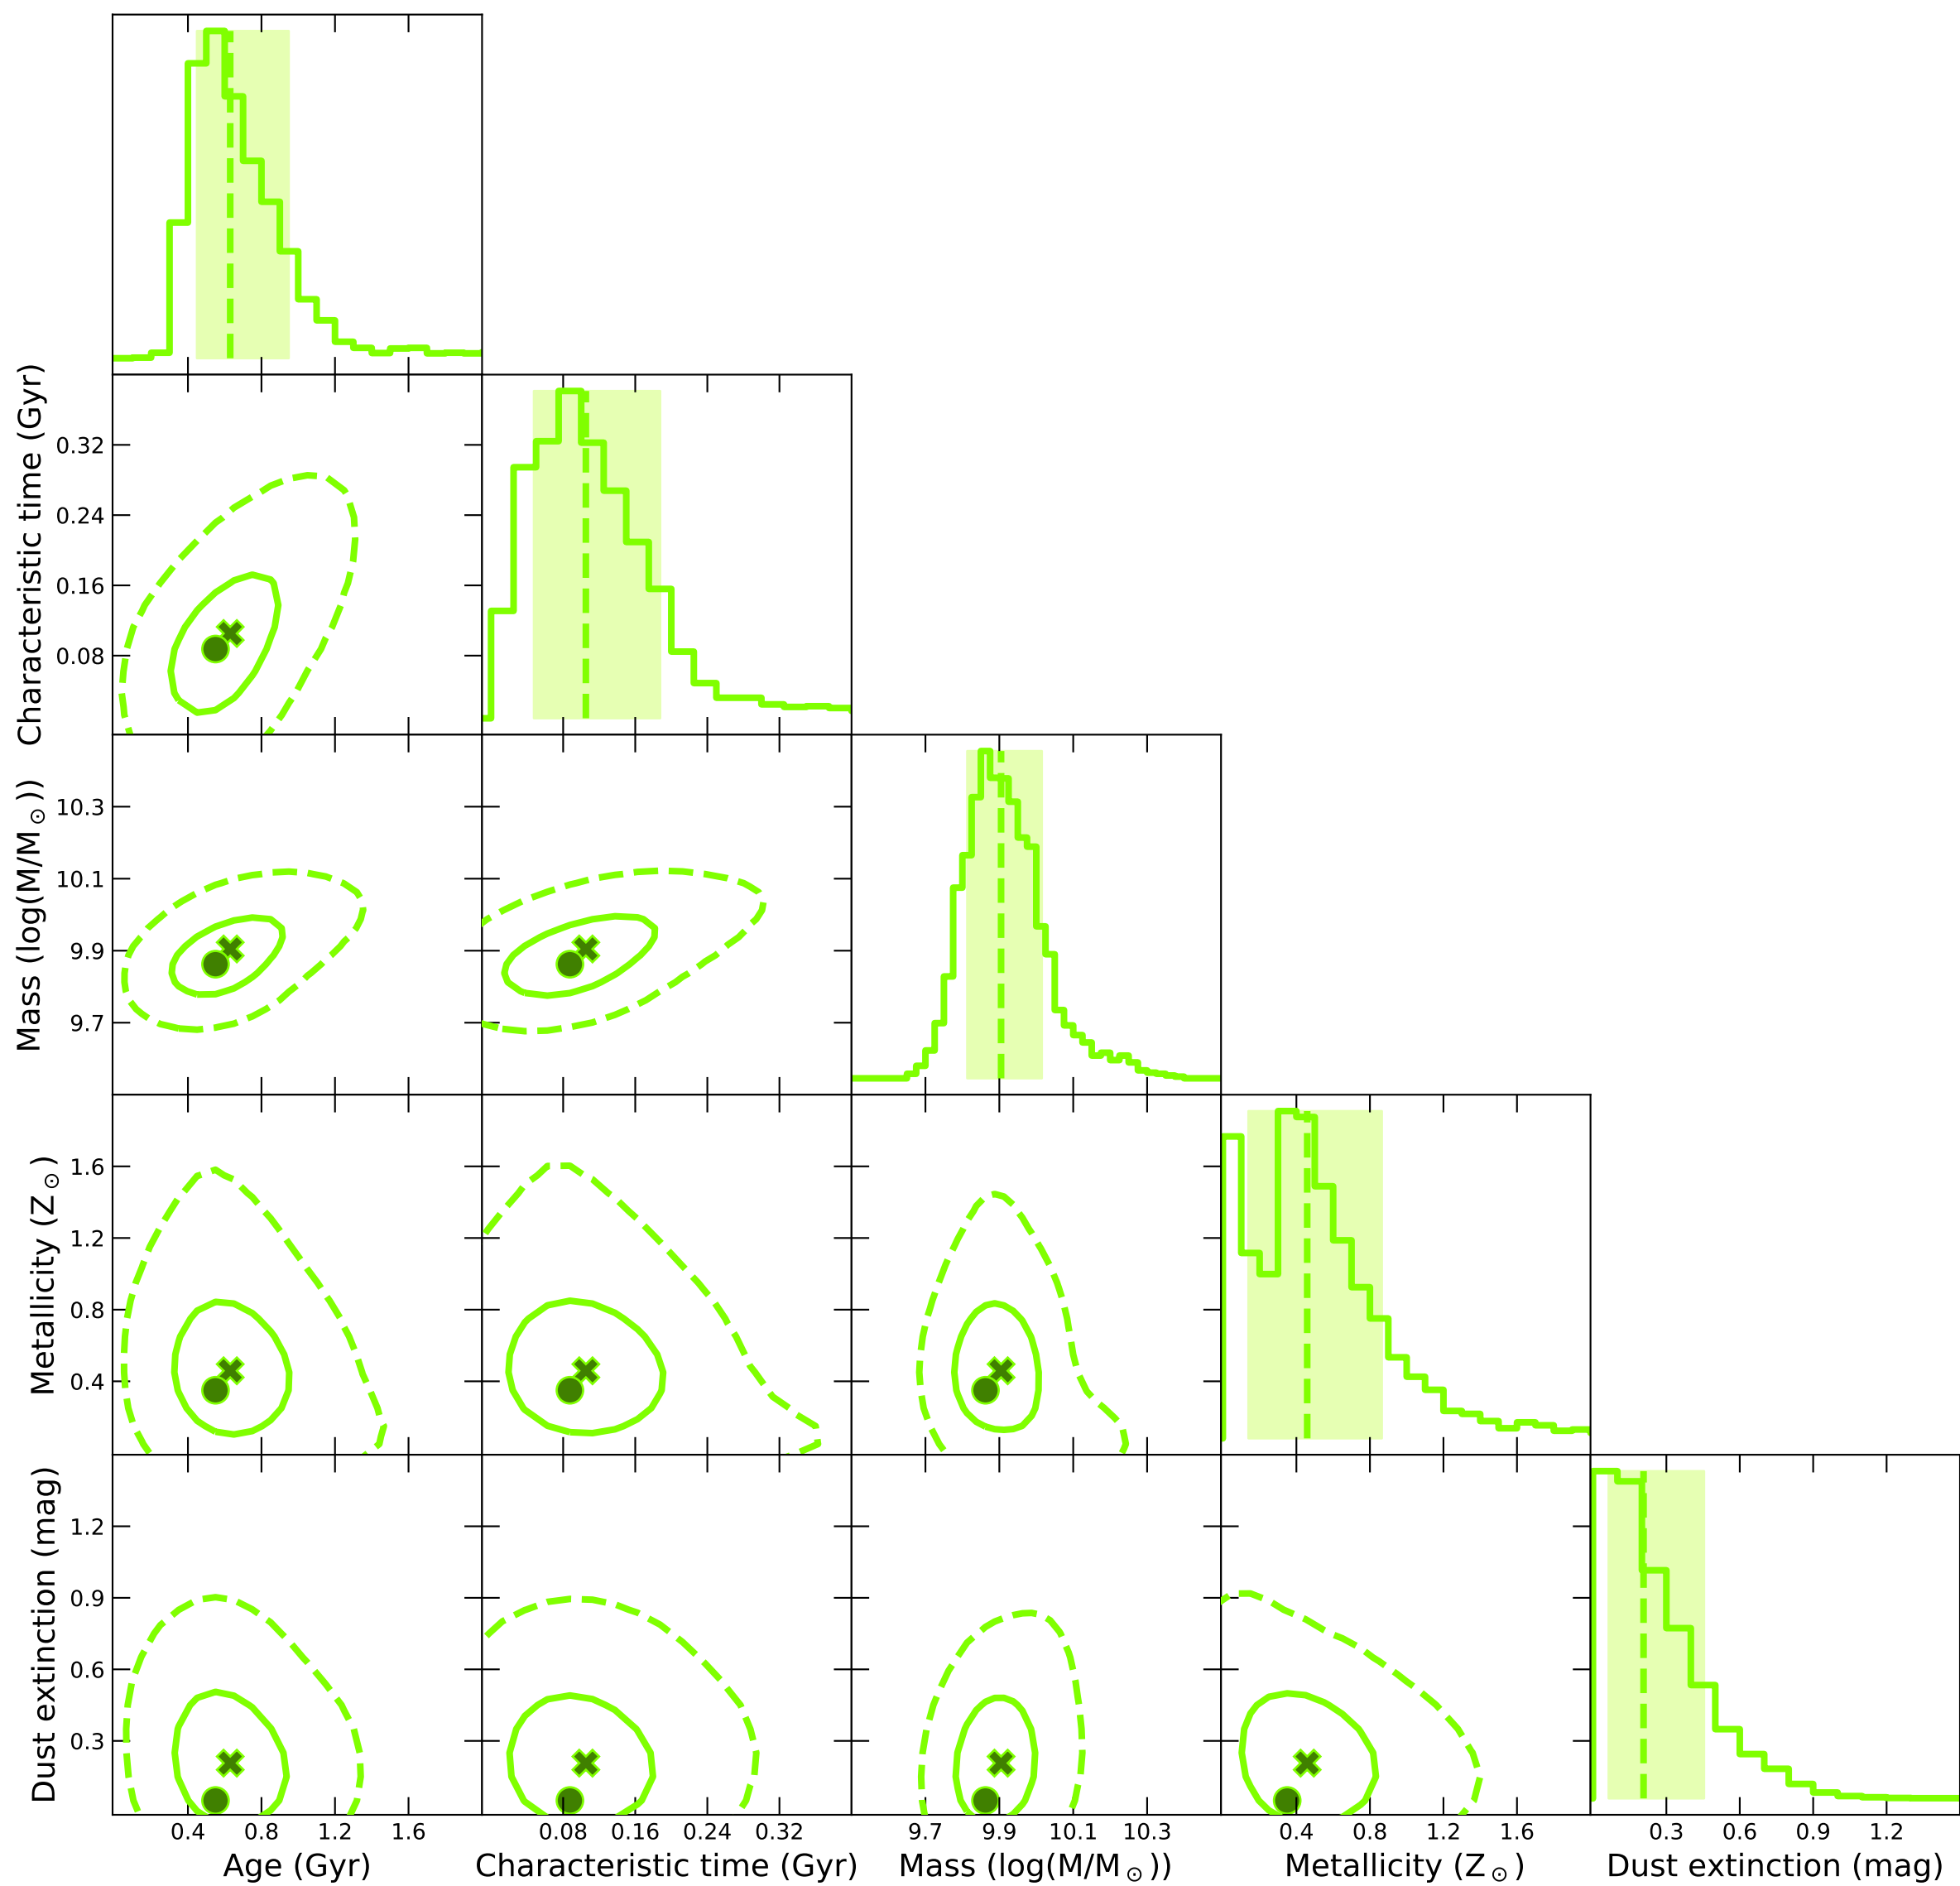 Characteristic time (Gyr)
0.32
0.24
0.16
0.08
Mass (log(M/M⊙))
10.3
10.1
9.9
9.7
Metallicity (Z⊙)
1.6
1.2
0.8
0.4
Dust extinction (mag)
1.2
0.9
0.6
0.3
0.4 0.8 1.2 1.6 0.08 0.16 0.24 0.32 9.7 9.9 10.1 10.3 0.4 0.8 1.2 1.6 0.3 0.6 0.9 1.2
Age (Gyr) Characteristic time (Gyr) Mass (log(M/M⊙)) Metallicity (Z⊙) Dust extinction (mag)